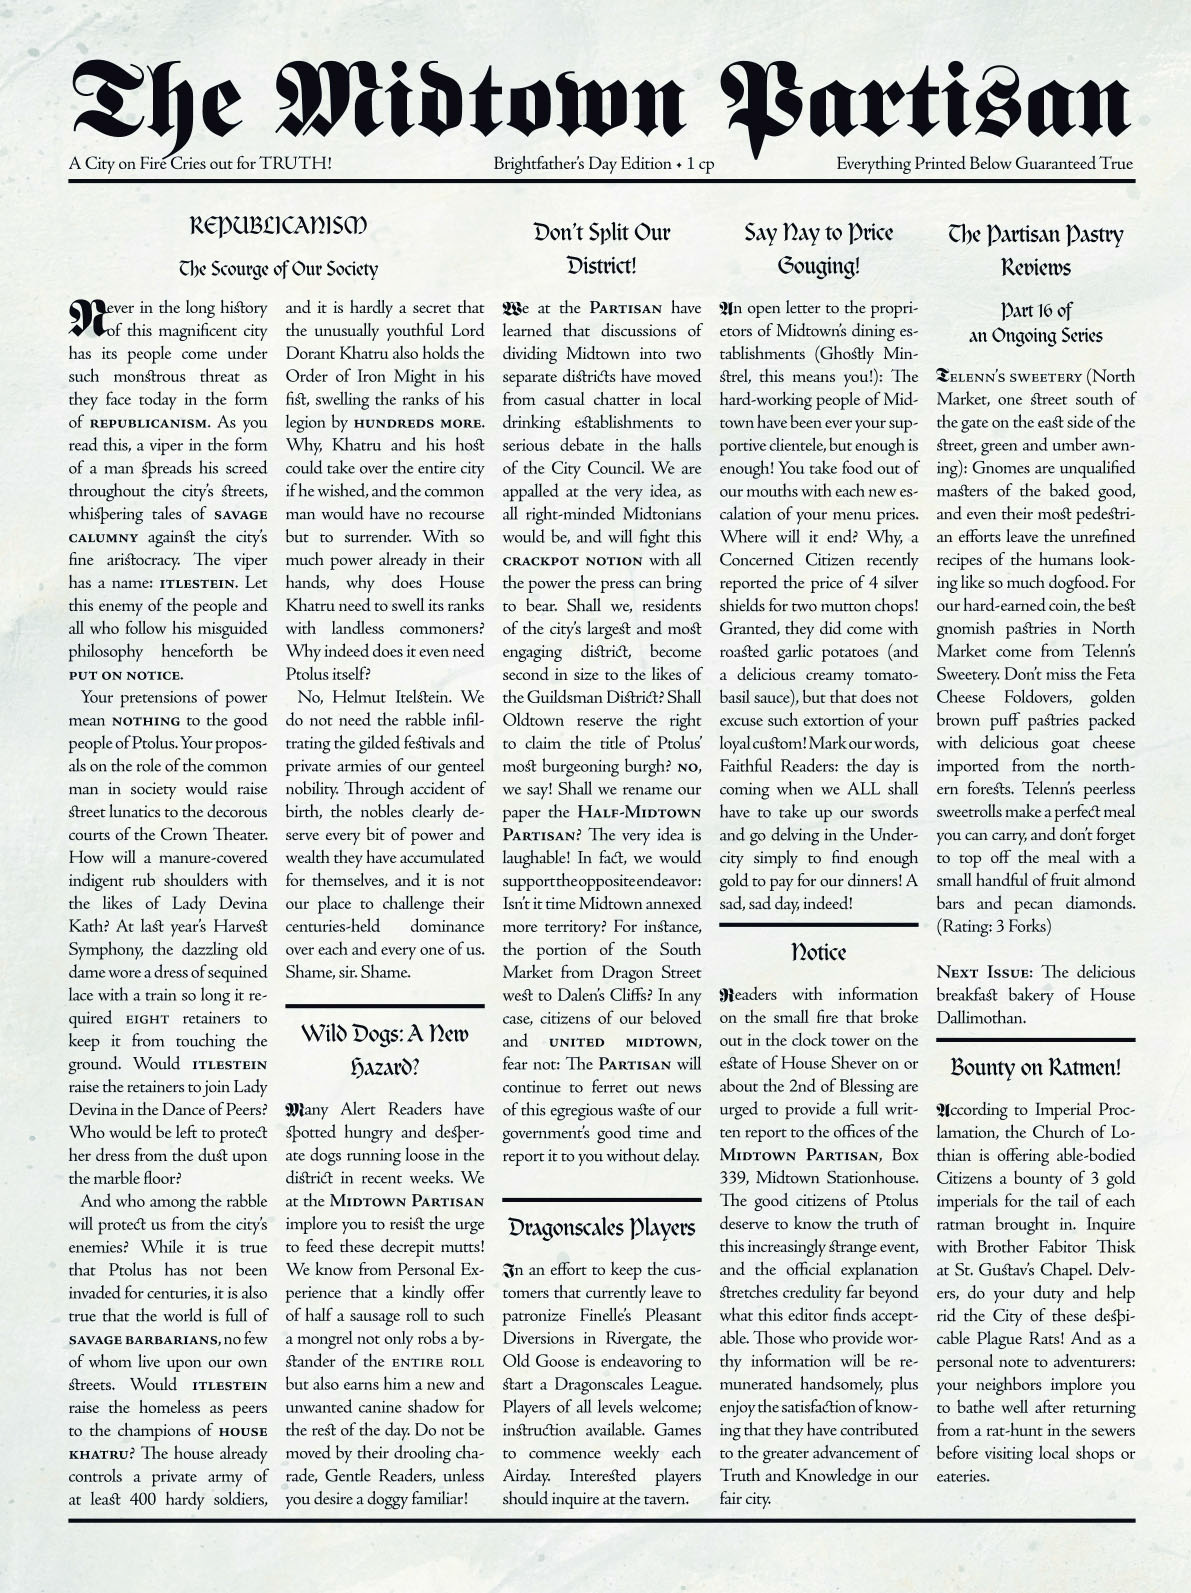 The Midtown Partisan
A City on Fire Cries out for TRUTH!
Brightfather's Day Edition • 1 cp
Everything Printed Below Guaranteed True
REPUBLICANISM
The Scourge of Our Society
Never in the long history
of this magnificent city
has its people come under
such monstrous threat as
they face today in the form
of REPUBLICANISM. As you
read this, a viper in the form
of a man spreads his screed
throughout the city's streets,
whispering tales of SAVAGE
CALUMNY against the city's
fine aristocracy. The viper
has a name: ITLESTEIN. Let
this enemy of the people and
all who follow his misguided
philosophy henceforth be
PUT ON NOTICE.
Your pretensions of power
mean NOTHING to the good
people of Ptolus. Your propos-
als on the role of the common
man in society would raise
street lunatics to the decorous
courts of the Crown Theater.
How will a manure-covered
indigent rub shoulders with
the likes of Lady Devina
Kath? At last year's Harvest
Symphony, the dazzling old
dame wore a dress of sequined
lace with a train so long it re-
quired EIGHT retainers to
keep it from touching the
ground. Would ITLESTEIN
raise the retainers to join Lady
Devina in the Dance of Peers?
Who would be left to protect
her dress from the dust upon
the marble floor?
And who among the rabble
will protect us from the city's
enemies? While it is true
that Ptolus has not been
invaded for centuries, it is also
true that the world is full of
SAVAGE BARBARIANS, no few
of whom live upon our own
streets. Would ITLESTEIN
raise the homeless as peers
to the champions of HOUSE
KHATRU? The house already
controls a private army of
at least 400 hardy soldiers,
and it is hardly a secret that
the unusually youthful Lord
Dorant Khatru also holds the
Order of Iron Might in his
fist, swelling the ranks of his
legion by HUNDREDS MORE.
Why, Khatru and his host
could take over the entire city
if he wished, and the common
man would have no recourse
but to surrender. With so
much power already in their
hands, why does House
Khatru need to swell its ranks
with landless commoners?
Why indeed does it even need
Ptolus itself?
No, Helmut Itelstein. We
do not need the rabble infil-
trating the gilded festivals and
private armies of our genteel
nobility. Through accident of
birth, the nobles clearly de-
serve every bit of power and
wealth they have accumulated
for themselves, and it is not
our place to challenge their
centuries-held dominance
over each and every one of us.
Shame, sir. Shame.
Wild Dogs: A New
Hazard?
Many Alert Readers have
spotted hungry and desper-
ate dogs running loose in the
district in recent weeks. We
at the MIDTOWN PARTISAN
implore you to resist the urge
to feed these decrepit mutts!
We know from Personal Ex-
perience that a kindly offer
of half a sausage roll to such
a mongrel not only robs a by-
stander of the ENTIRE ROLL
but also earns him a new and
unwanted canine shadow for
the rest of the day. Do not be
moved by their drooling cha-
rade, Gentle Readers, unless
you desire a doggy familiar!
Don't Split Our
District!
We at the PARTISAN have
learned that discussions of
dividing Midtown into two
separate districts have moved
from casual chatter in local
drinking establishments to
serious debate in the halls
of the City Council. We are
appalled at the very idea, as
all right-minded Midtonians
would be, and will fight this
CRACKPOT NOTION with all
the power the press can bring
to bear. Shall we, residents
of the city's largest and most
engaging district, become
second in size to the likes of
the Guildsman District? Shall
Oldtown reserve the right
to claim the title of Ptolus'
most burgeoning burgh? NO,
we say! Shall we rename our
paper the HALF-MIDTOWN
PARTISAN? The very idea is
laughable! In fact, we would
support the opposite endeavor:
Isn't it time Midtown annexed
more territory? For instance,
the portion of the South
Market from Dragon Street
west to Dalen's Cliffs? In any
case, citizens of our beloved
and UNITED MIDTOWN,
fear not: The PARTISAN will
continue to ferret out news
of this egregious waste of our
government's good time and
report it to you without delay.
Dragonscales Players
In an effort to keep the cus-
tomers that currently leave to
patronize Finelle's Pleasant
Diversions in Rivergate, the
Old Goose is endeavoring to
start a Dragonscales League.
Players of all levels welcome;
instruction available. Games
to commence weekly each
Airday. Interested players
should inquire at the tavern.
Say Nay to Price
Gouging!
An open letter to the propri-
etors of Midtown's dining es-
tablishments (Ghostly Min-
strel, this means you!): The
hard-working people of Mid-
town have been ever your sup-
portive clientele, but enough is
enough! You take food out of
our mouths with each new es-
calation of your menu prices.
Where will it end? Why, a
Concerned Citizen recently
reported the price of 4 silver
shields for two mutton chops!
Granted, they did come with
roasted garlic potatoes (and
a delicious creamy tomato-
basil sauce), but that does not
excuse such extortion of your
loyal custom! Mark our words,
Faithful Readers: the day is
coming when we ALL shall
have to take up our swords
and go delving in the Under-
city simply to find enough
gold to pay for our dinners! A
sad, sad day, indeed!
Notice
Readers with information
on the small fire that broke
out in the clock tower on the
estate of House Shever on or
about the 2nd of Blessing are
urged to provide a full writ-
ten report to the offices of the
MIDTOWN PARTISAN, Box
339, Midtown Stationhouse.
The good citizens of Ptolus
deserve to know the truth of
this increasingly strange event,
and the official explanation
stretches credulity far beyond
what this editor finds accept-
able. Those who provide wor-
thy information will be re-
munerated handsomely, plus
enjoy the satisfaction of know-
ing that they have contributed
to the greater advancement of
Truth and Knowledge in our
fair city.
The Partisan Pastry
Reviews
Part 16 of
an Ongoing Series
TELENN'S SWEETERY (North
Market, one street south of
the gate on the east side of the
street, green and umber awn-
ing): Gnomes are unqualified
masters of the baked good,
and even their most pedestri-
an efforts leave the unrefined
recipes of the humans look-
ing like so much dogfood. For
our hard-earned coin, the best
gnomish pastries in North
Market come from Telenn's
Sweetery. Don't miss the Feta
Cheese Foldovers, golden
brown puff pastries packed
with delicious goat cheese
imported from the north-
ern forests. Telenn's peerless
sweetrolls make a perfect meal
you can carry, and don't forget
to top off the meal with a
small handful of fruit almond
bars and pecan diamonds.
(Rating: 3 Forks)
NEXT ISSUE: The delicious
breakfast bakery of House
Dallimothan.
Bounty on Ratmen!
According to Imperial Proc-
lamation, the Church of Lo-
thian is offering able-bodied
Citizens a bounty of 3 gold
imperials for the tail of each
ratman brought in. Inquire
with Brother Fabitor Thisk
at St. Gustav's Chapel. Delv-
ers, do your duty and help
rid the City of these despi-
cable Plague Rats! And as a
personal note to adventurers:
your neighbors implore you
to bathe well after returning
from a rat-hunt in the sewers
before visiting local shops or
eateries.